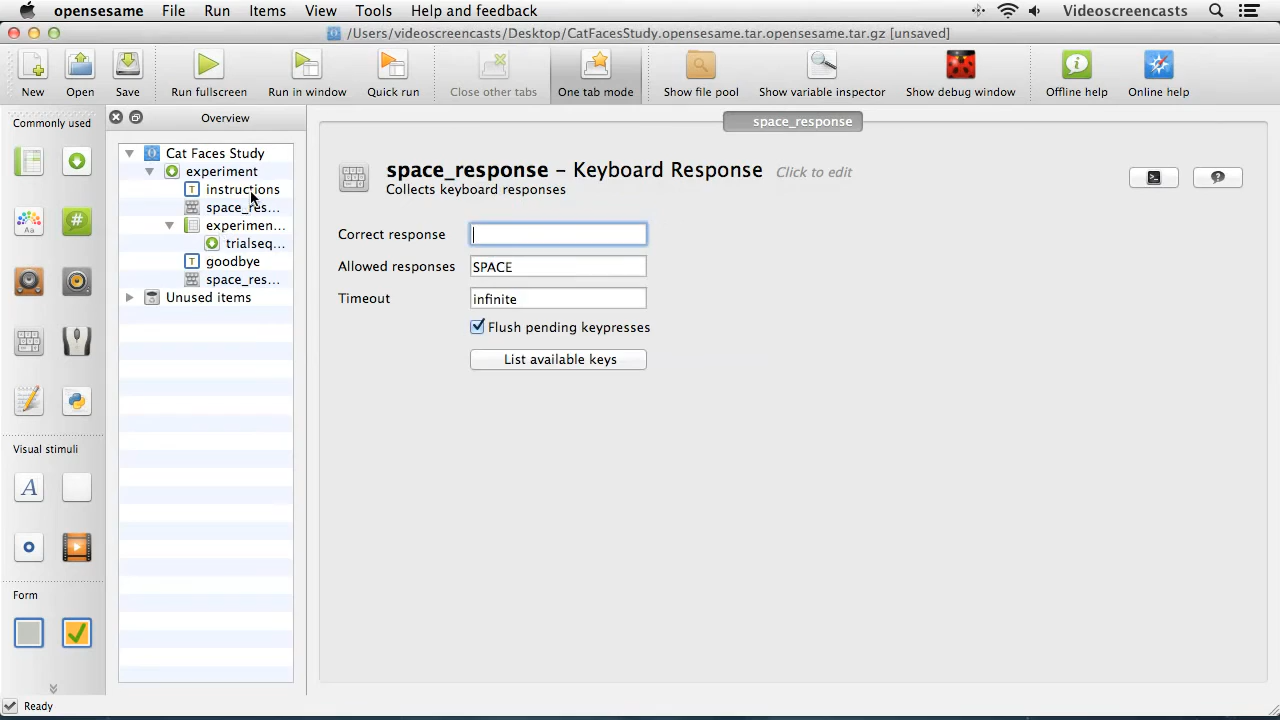 opensesame File Run Items View Tools Help and feedback Videoscreencasts
/Users/videoscreencasts/Desktop/CatFacesStudy.opensesame.tar.opensesame.tar.gz [unsaved]
New Open Save Run fullscreen Run in window Quick run Close other tabs One tab mode Show file pool Show variable inspector Show debug window Offline help Online help
Commonly used
Overview
space_response
Cat Faces Study
experiment
instructions
space_res...
experimen...
trialseq...
goodbye
space_res...
Unused items
space_response – Keyboard Response Click to edit
Collects keyboard responses
Correct response
Allowed responses SPACE
Timeout infinite
Flush pending keypresses
List available keys
Aa
Visual stimuli
A
Form
Ready